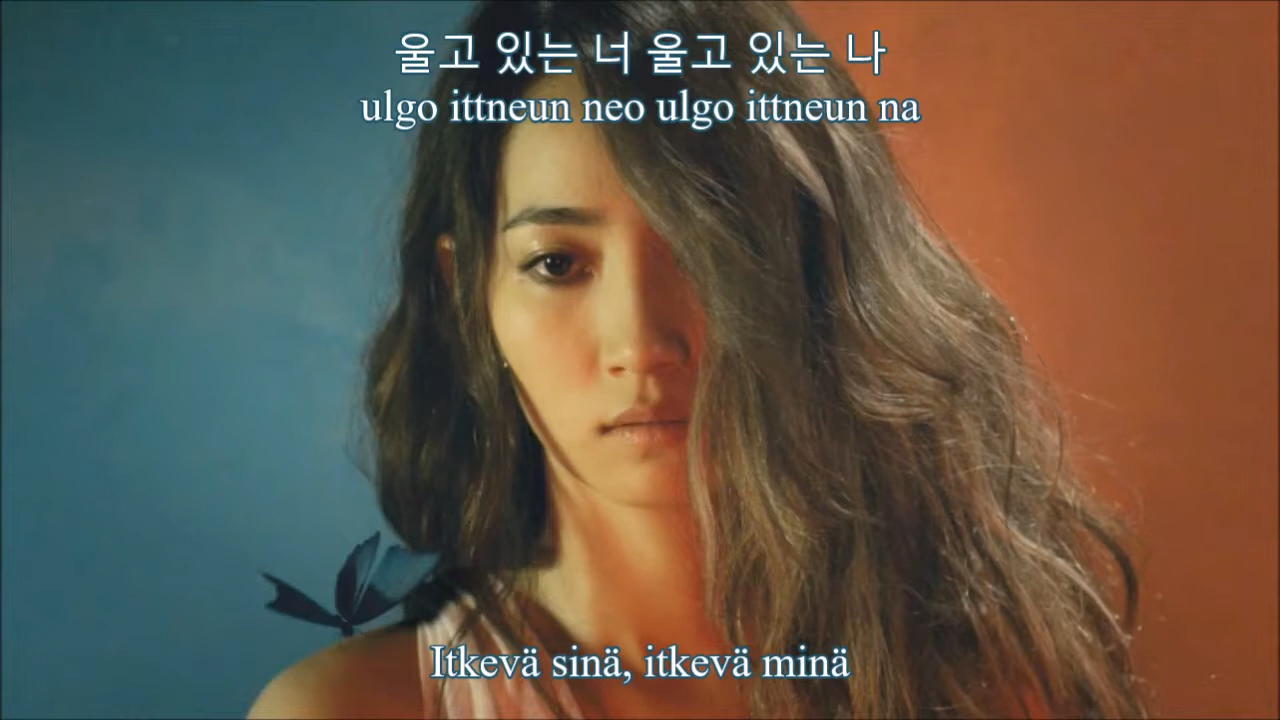 울고 있는 너 울고 있는 나
ulgo ittneun neo ulgo ittneun na
Itkevä sinä, itkevä minä